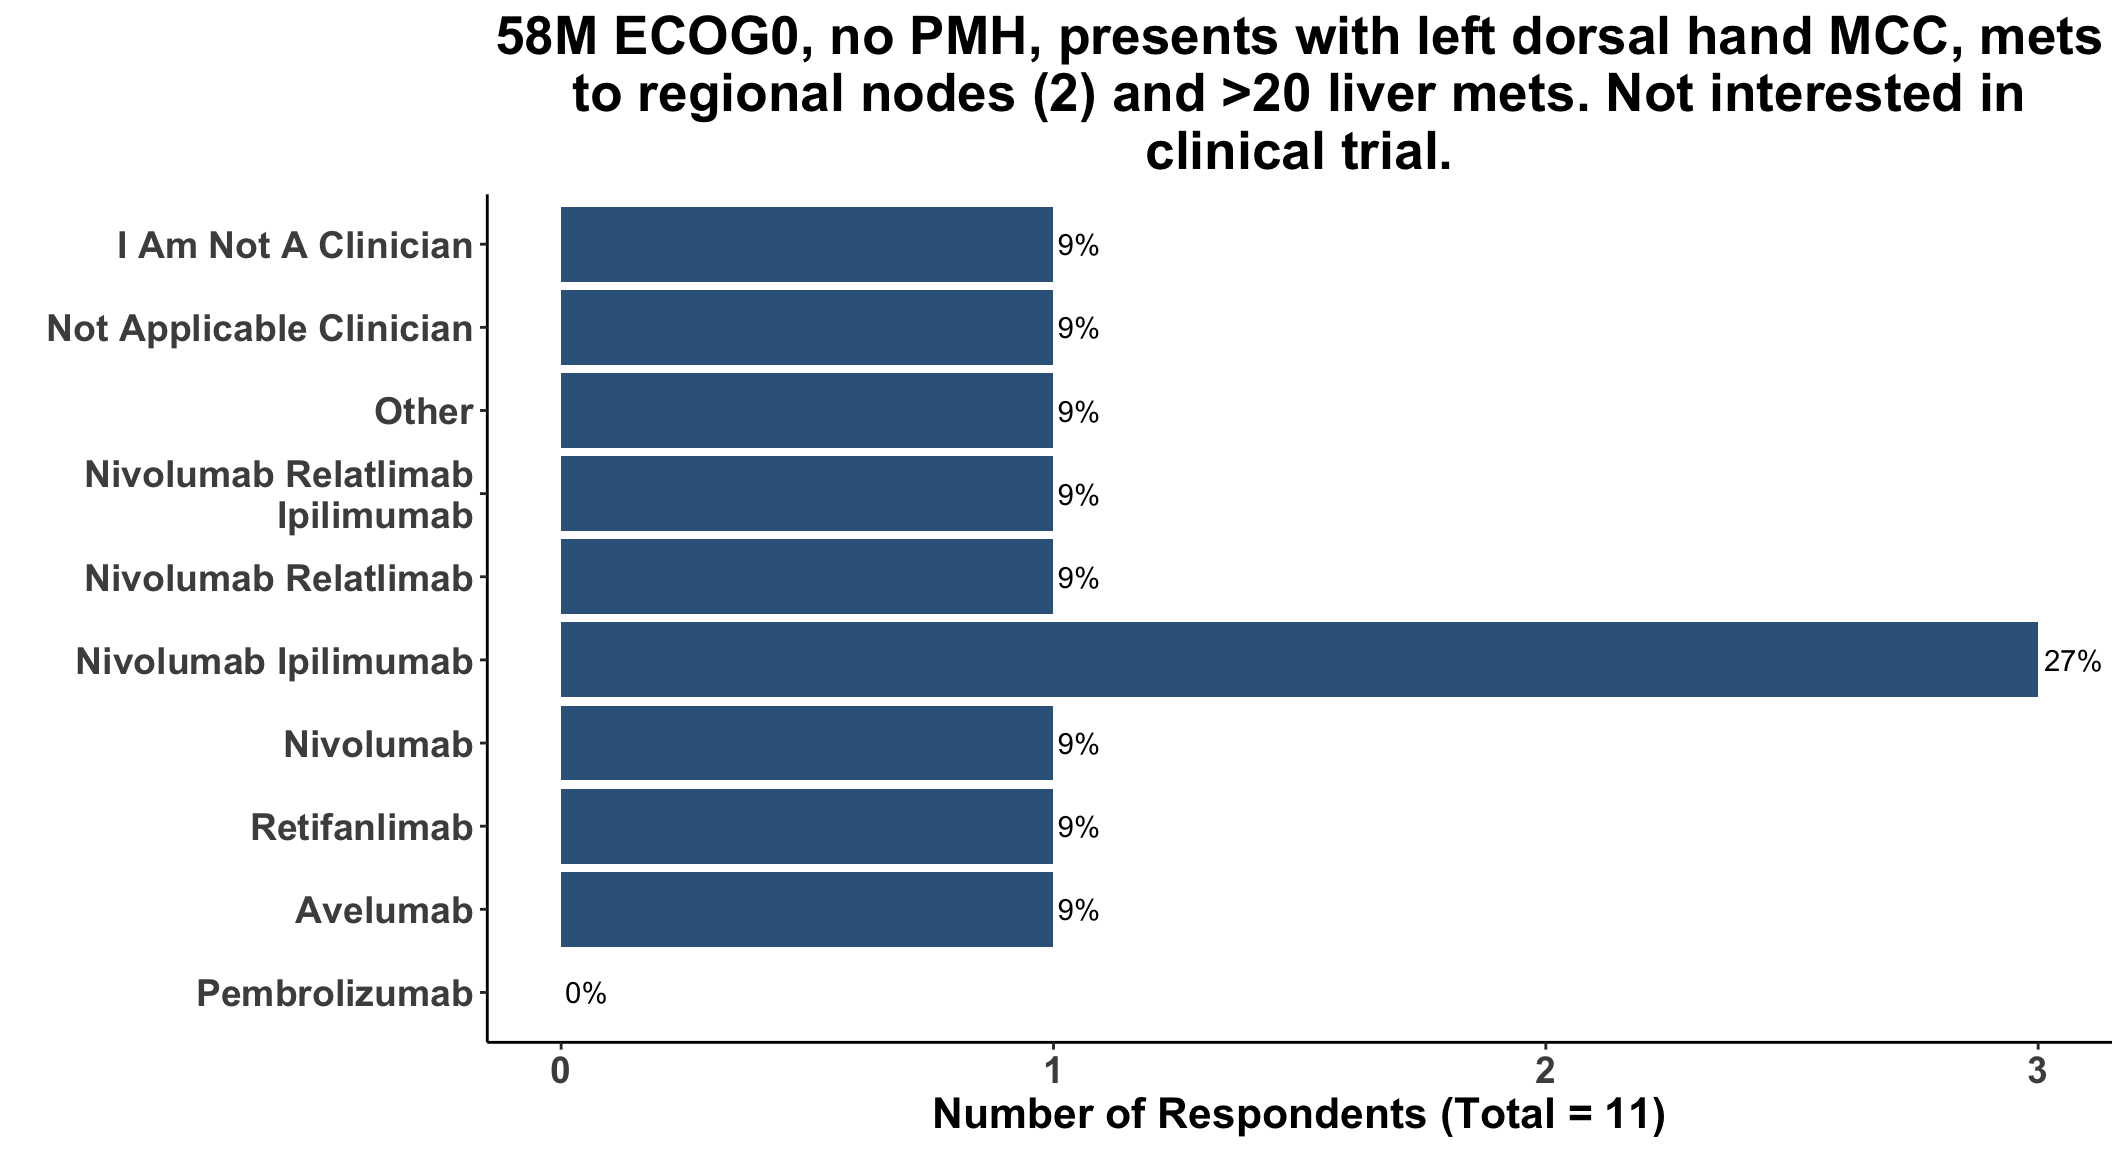 58M ECOG0, no PMH, presents with left dorsal hand MCC, mets
to regional nodes (2) and >20 liver mets. Not interested in
clinical trial.
I Am Not A Clinician
9%
Not Applicable Clinician
9%
Other
9%
Nivolumab Relatlimab
Ipilimumab
9%
Nivolumab Relatlimab
9%
Nivolumab Ipilimumab
27%
Nivolumab
9%
Retifanlimab
9%
Avelumab
9%
Pembrolizumab
0%
0 1 2 3
Number of Respondents (Total = 11)